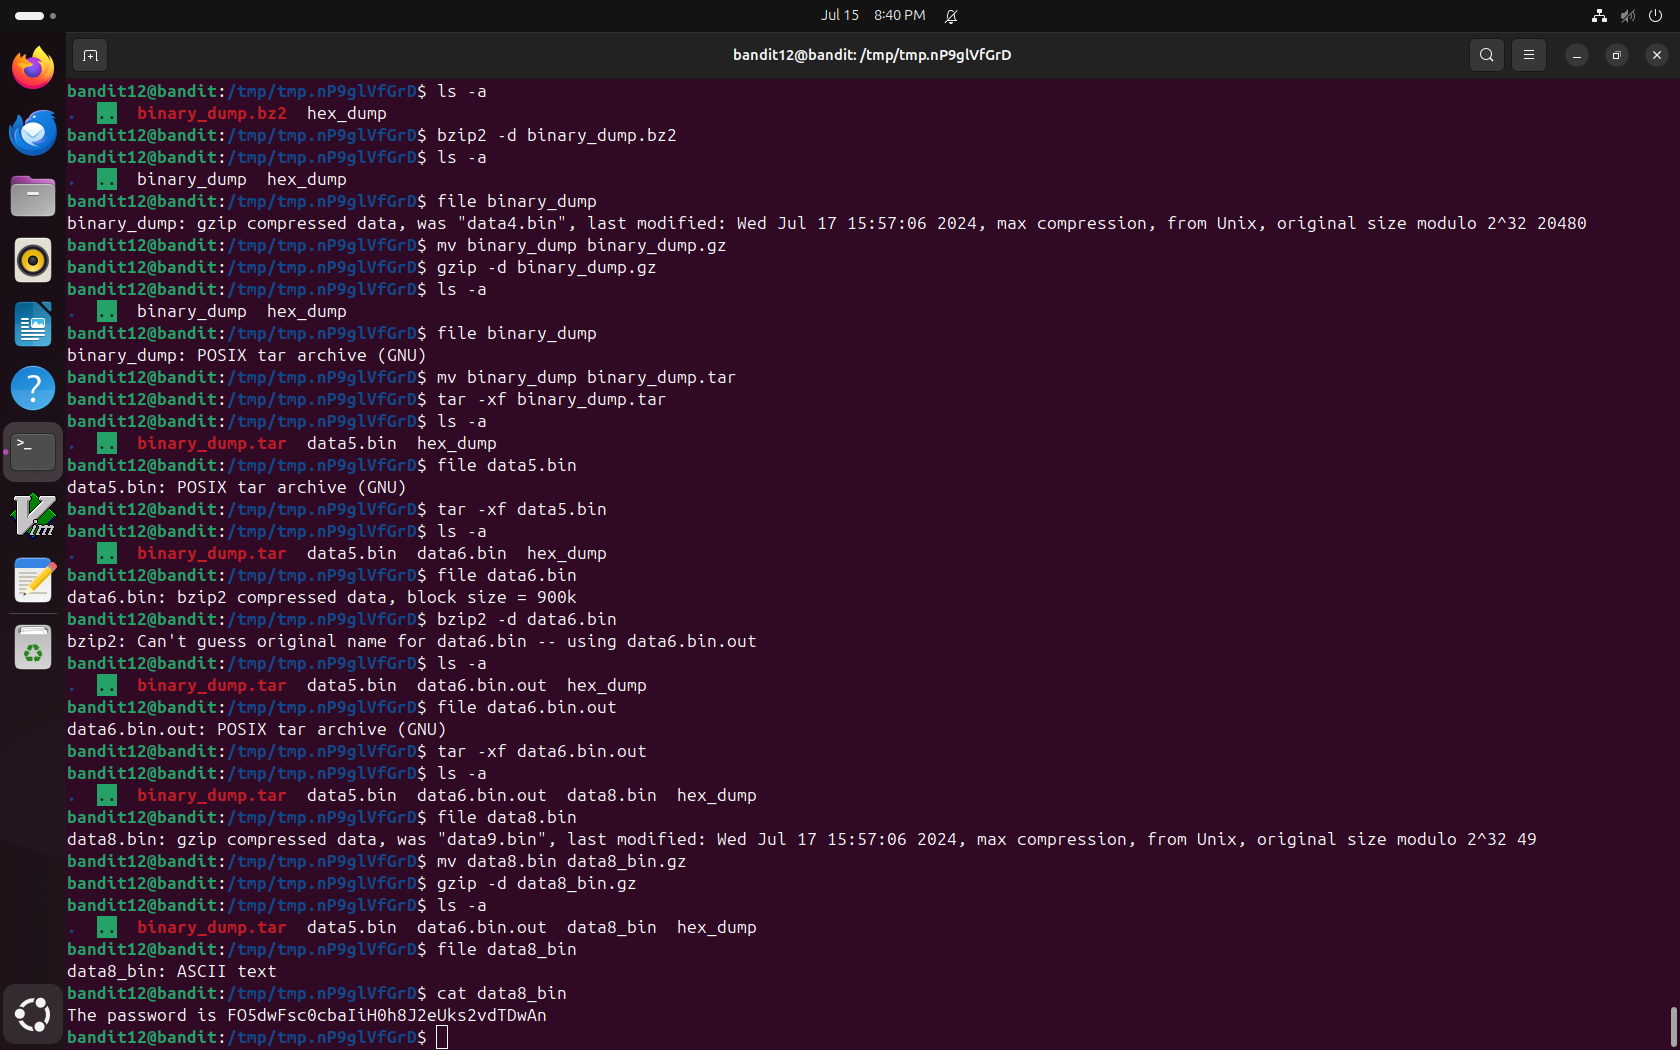 Jul 15 8:40 PM
bandit12@bandit: /tmp/tmp.nP9glVfGrD
bandit12@bandit:/tmp/tmp.nP9glVfGrD$ ls -a
. .. binary_dump.bz2 hex_dump
bandit12@bandit:/tmp/tmp.nP9glVfGrD$ bzip2 -d binary_dump.bz2
bandit12@bandit:/tmp/tmp.nP9glVfGrD$ ls -a
. .. binary_dump hex_dump
bandit12@bandit:/tmp/tmp.nP9glVfGrD$ file binary_dump
binary_dump: gzip compressed data, was "data4.bin", last modified: Wed Jul 17 15:57:06 2024, max compression, from Unix, original size modulo 2^32 20480
bandit12@bandit:/tmp/tmp.nP9glVfGrD$ mv binary_dump binary_dump.gz
bandit12@bandit:/tmp/tmp.nP9glVfGrD$ gzip -d binary_dump.gz
bandit12@bandit:/tmp/tmp.nP9glVfGrD$ ls -a
. .. binary_dump hex_dump
bandit12@bandit:/tmp/tmp.nP9glVfGrD$ file binary_dump
binary_dump: POSIX tar archive (GNU)
bandit12@bandit:/tmp/tmp.nP9glVfGrD$ mv binary_dump binary_dump.tar
bandit12@bandit:/tmp/tmp.nP9glVfGrD$ tar -xf binary_dump.tar
bandit12@bandit:/tmp/tmp.nP9glVfGrD$ ls -a
. .. binary_dump.tar data5.bin hex_dump
bandit12@bandit:/tmp/tmp.nP9glVfGrD$ file data5.bin
data5.bin: POSIX tar archive (GNU)
bandit12@bandit:/tmp/tmp.nP9glVfGrD$ tar -xf data5.bin
bandit12@bandit:/tmp/tmp.nP9glVfGrD$ ls -a
. .. binary_dump.tar data5.bin data6.bin hex_dump
bandit12@bandit:/tmp/tmp.nP9glVfGrD$ file data6.bin
data6.bin: bzip2 compressed data, block size = 900k
bandit12@bandit:/tmp/tmp.nP9glVfGrD$ bzip2 -d data6.bin
bzip2: Can't guess original name for data6.bin -- using data6.bin.out
bandit12@bandit:/tmp/tmp.nP9glVfGrD$ ls -a
. .. binary_dump.tar data5.bin data6.bin.out hex_dump
bandit12@bandit:/tmp/tmp.nP9glVfGrD$ file data6.bin.out
data6.bin.out: POSIX tar archive (GNU)
bandit12@bandit:/tmp/tmp.nP9glVfGrD$ tar -xf data6.bin.out
bandit12@bandit:/tmp/tmp.nP9glVfGrD$ ls -a
. .. binary_dump.tar data5.bin data6.bin.out data8.bin hex_dump
bandit12@bandit:/tmp/tmp.nP9glVfGrD$ file data8.bin
data8.bin: gzip compressed data, was "data9.bin", last modified: Wed Jul 17 15:57:06 2024, max compression, from Unix, original size modulo 2^32 49
bandit12@bandit:/tmp/tmp.nP9glVfGrD$ mv data8.bin data8_bin.gz
bandit12@bandit:/tmp/tmp.nP9glVfGrD$ gzip -d data8_bin.gz
bandit12@bandit:/tmp/tmp.nP9glVfGrD$ ls -a
. .. binary_dump.tar data5.bin data6.bin.out data8_bin hex_dump
bandit12@bandit:/tmp/tmp.nP9glVfGrD$ file data8_bin
data8_bin: ASCII text
bandit12@bandit:/tmp/tmp.nP9glVfGrD$ cat data8_bin
The password is FO5dwFsc0cbaIiH0h8J2eUks2vdTDwAn
bandit12@bandit:/tmp/tmp.nP9glVfGrD$